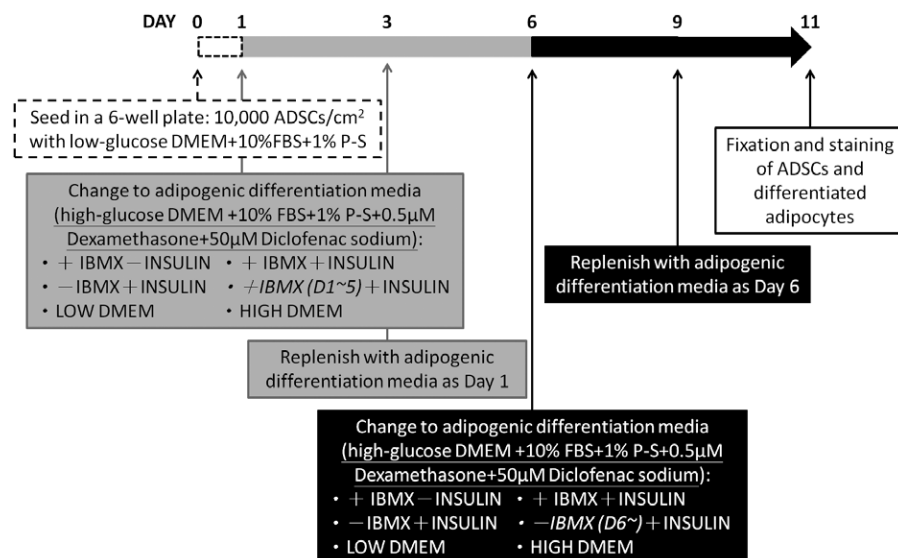 DAY 0 1 3 6 9 11
Seed in a 6-well plate: 10,000 ADSCs/cm²
with low-glucose DMEM+10%FBS+1% P-S
Change to adipogenic differentiation media
(high-glucose DMEM +10% FBS+1% P-S+0.5μM
Dexamethasone+50μM Diclofenac sodium):
・ + IBMX－INSULIN ・ + IBMX＋INSULIN
・ －IBMX＋INSULIN ・ +IBMX (D1~5)＋INSULIN
・ LOW DMEM ・ HIGH DMEM
Replenish with adipogenic
differentiation media as Day 1
Change to adipogenic differentiation media
(high-glucose DMEM +10% FBS+1% P-S+0.5μM
Dexamethasone+50μM Diclofenac sodium):
・ + IBMX－INSULIN ・ + IBMX＋INSULIN
・ －IBMX＋INSULIN ・ －IBMX (D6~)＋INSULIN
・ LOW DMEM ・ HIGH DMEM
Replenish with adipogenic
differentiation media as Day 6
Fixation and staining
of ADSCs and
differentiated
adipocytes